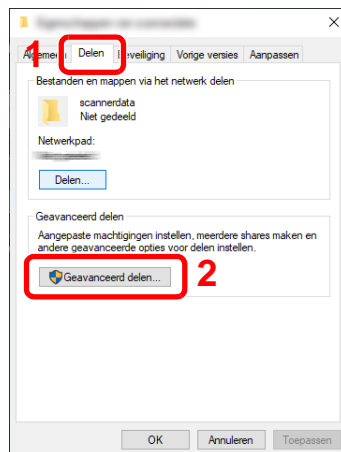 1
Algemeen Delen Beveiliging Vorige versies Aanpassen
Bestanden en mappen via het netwerk delen
scannerdata
Niet gedeeld
Netwerkpad:
Delen...
Geavanceerd delen
Aangepaste machtigingen instellen, meerdere shares maken en
andere geavanceerde opties voor delen instellen.
Geavanceerd delen...
2
OK Annuleren Toepassen